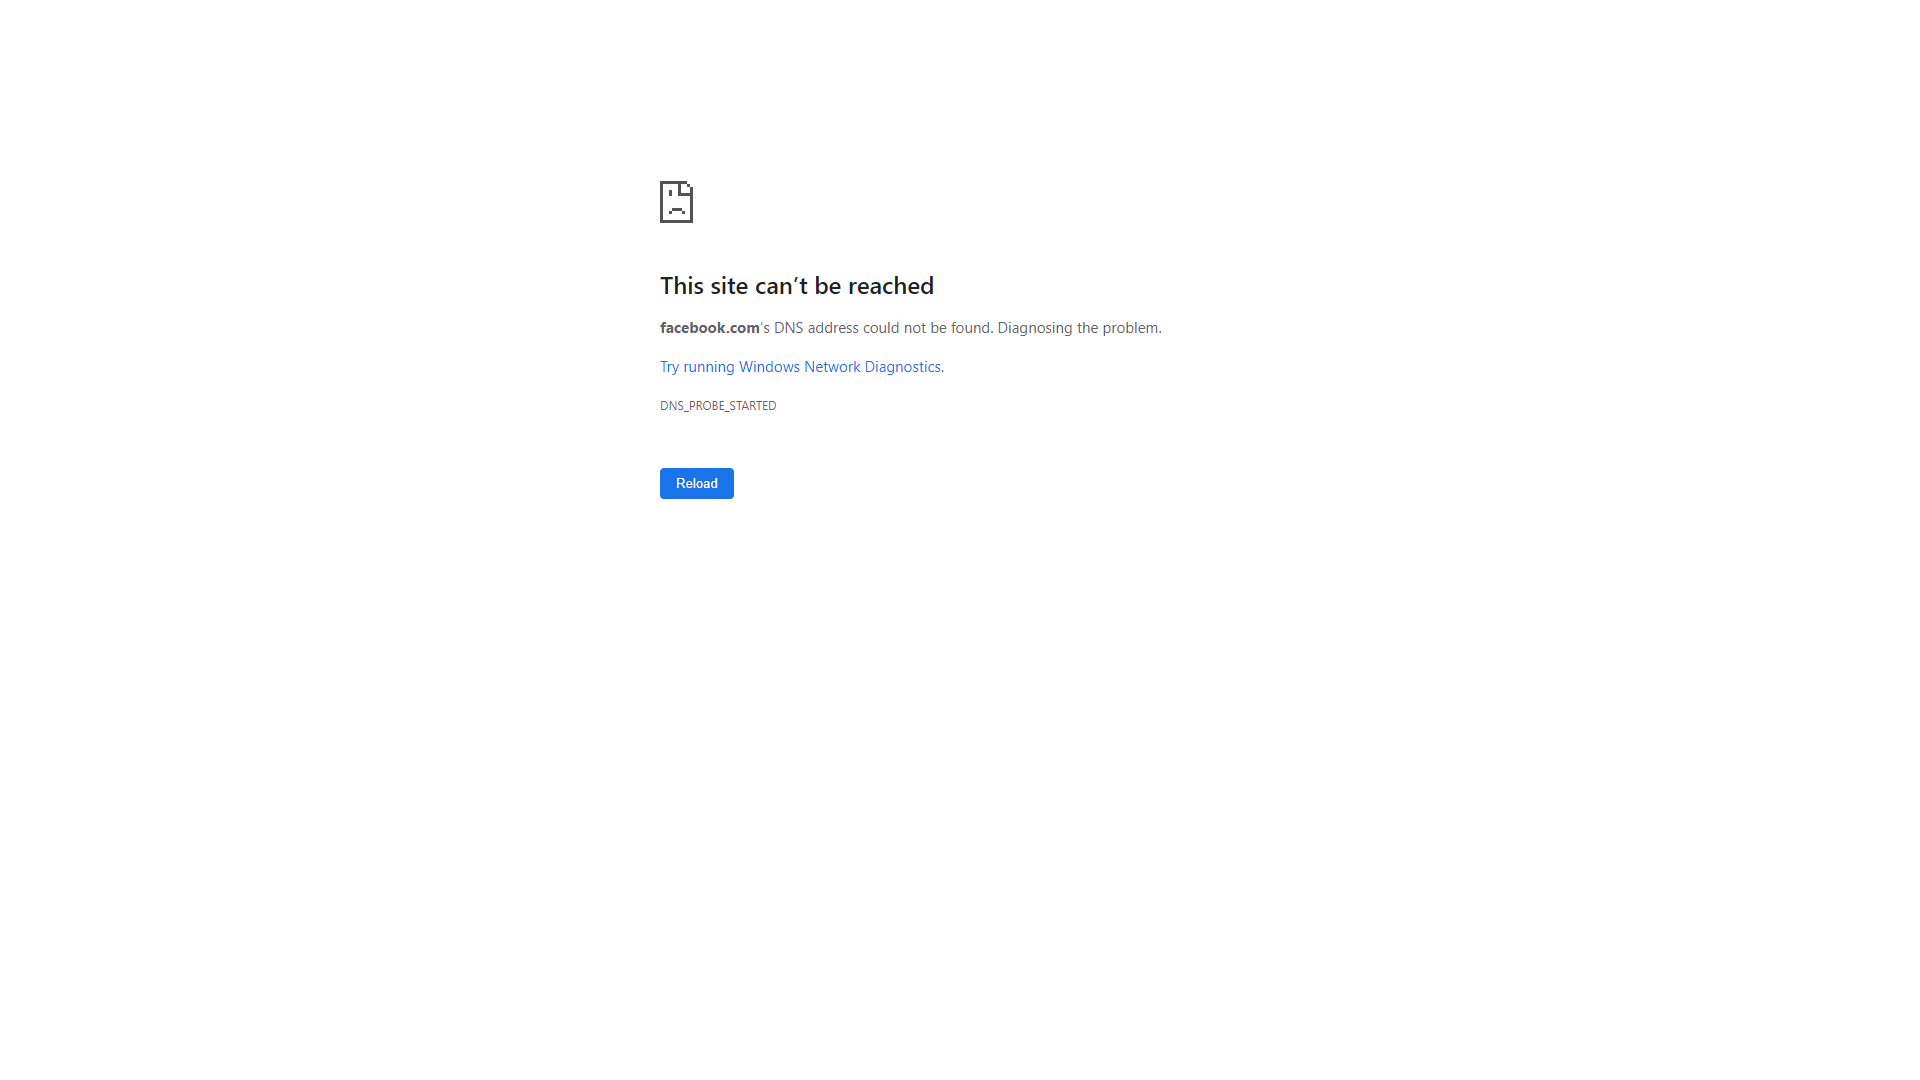 This site can’t be reached
facebook.com’s DNS address could not be found. Diagnosing the problem.
Try running Windows Network Diagnostics.
DNS_PROBE_STARTED
Reload